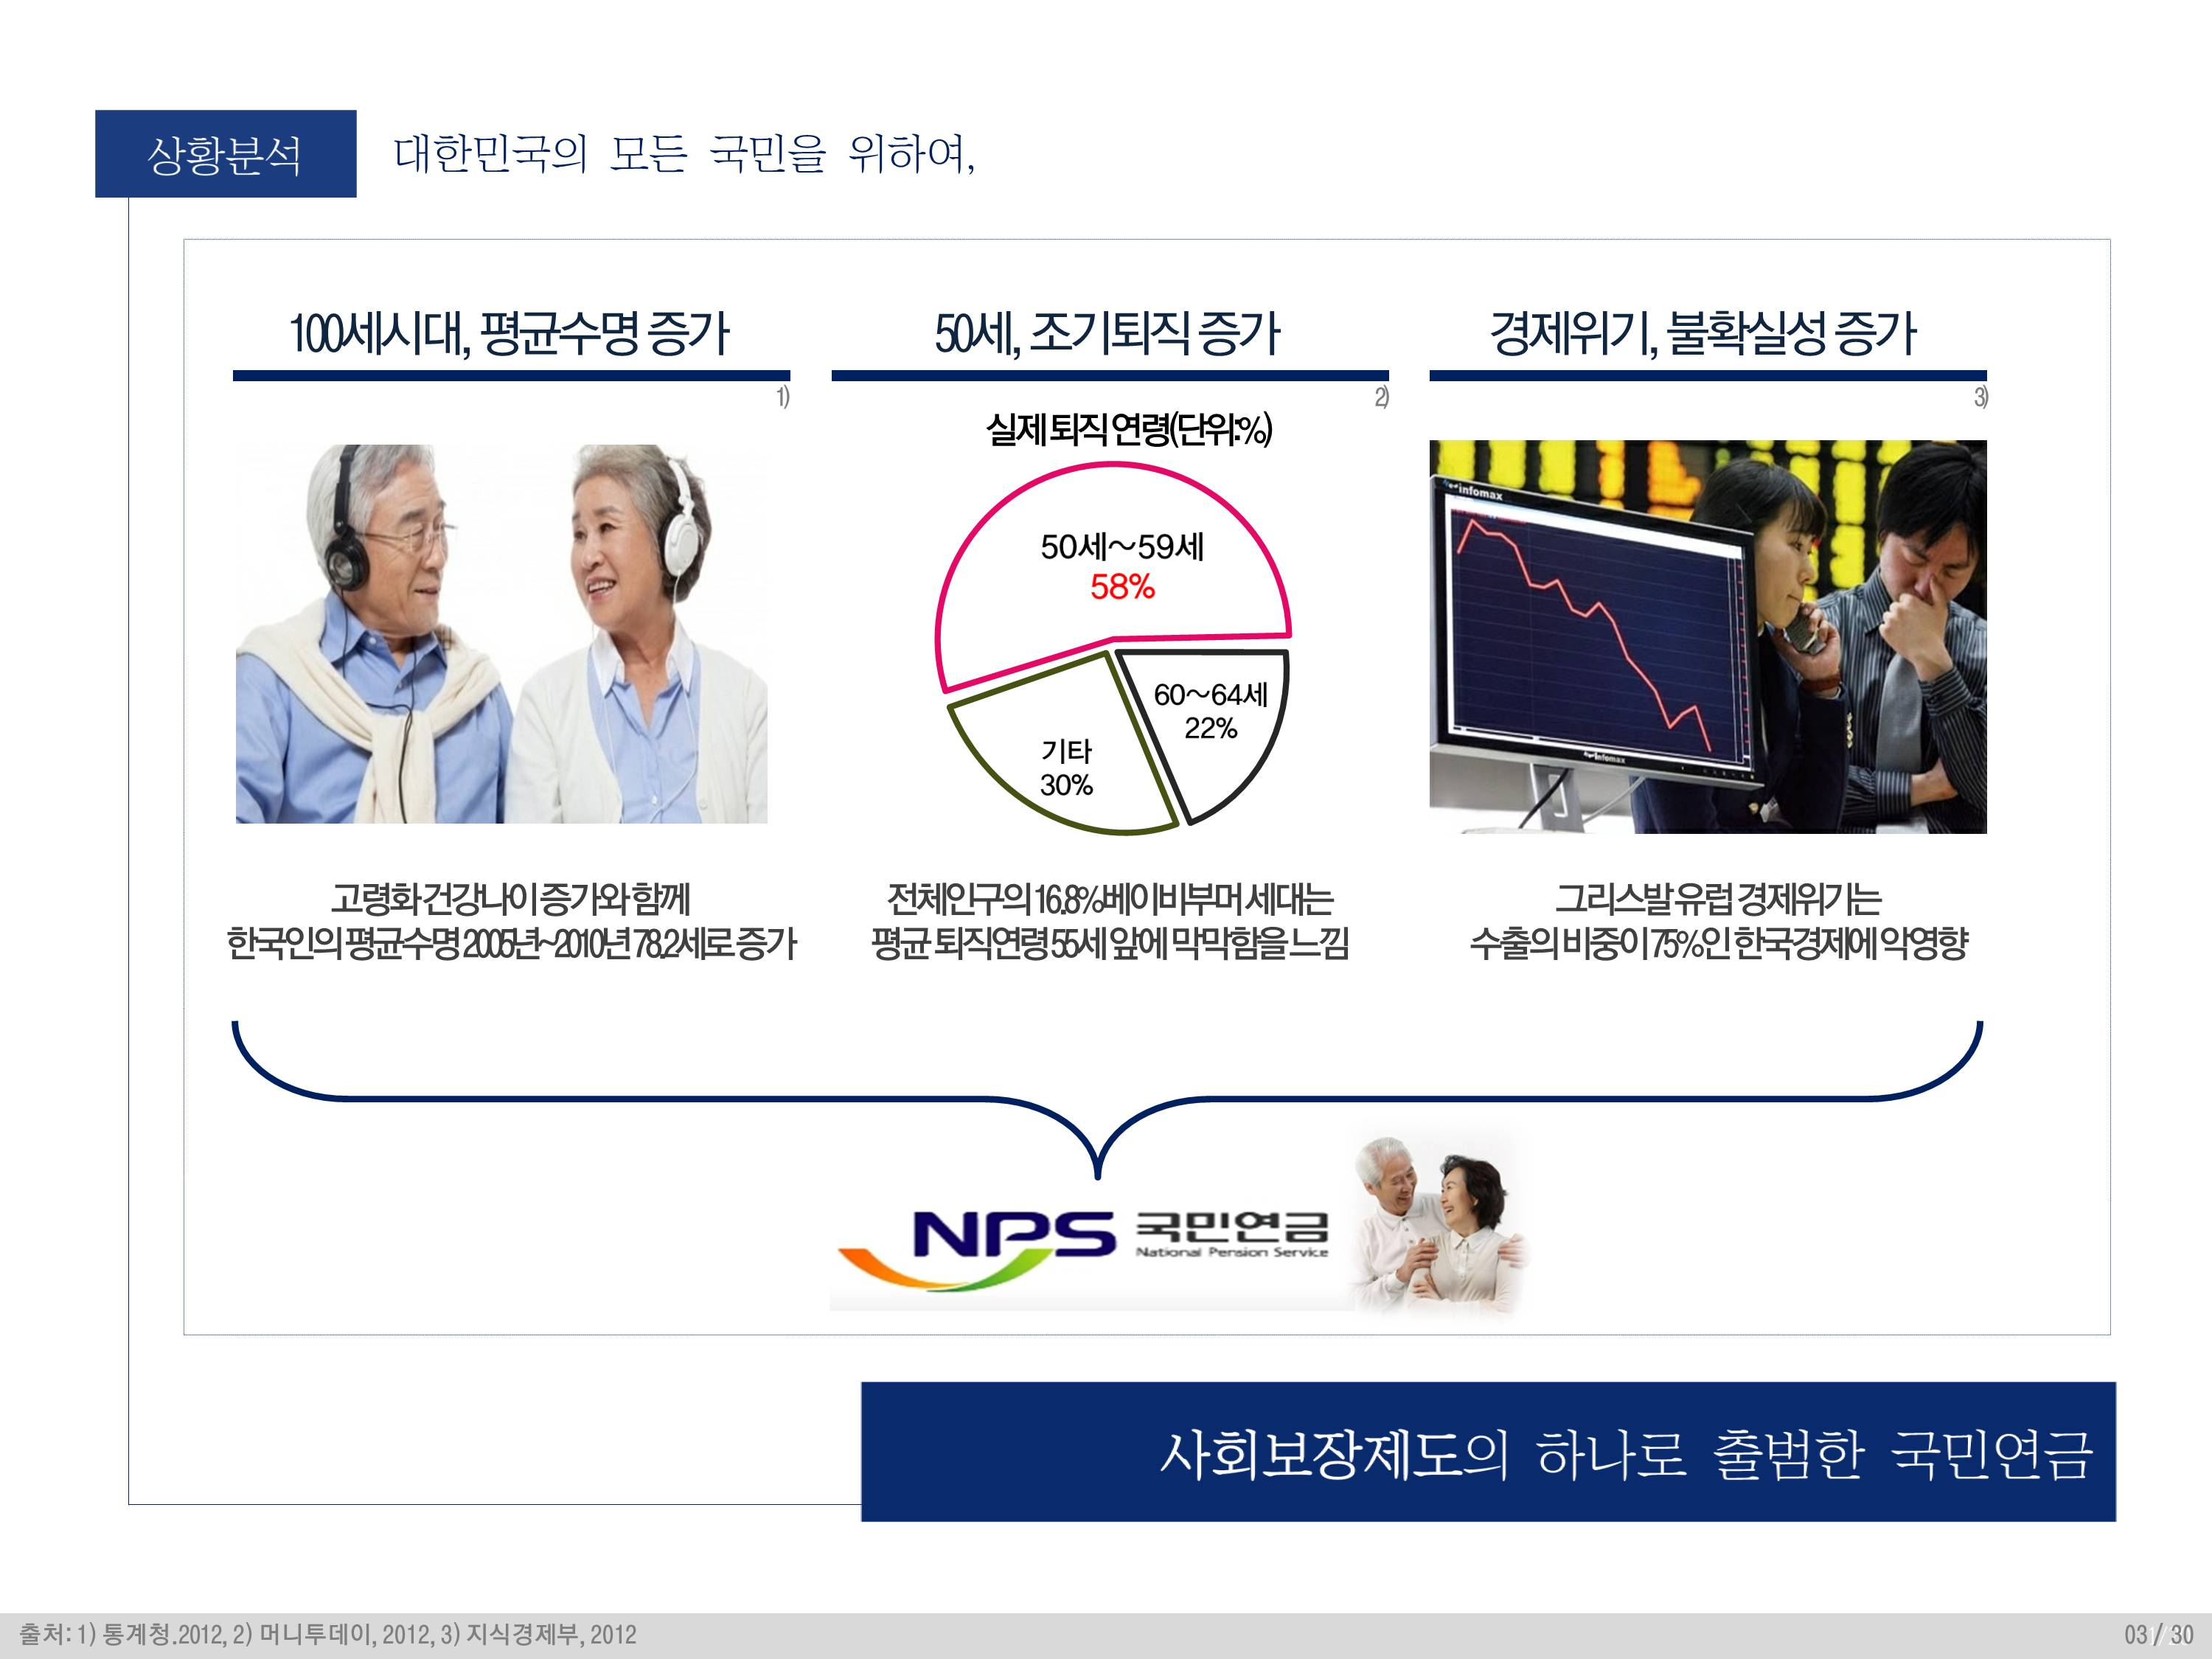 상황분석
대한민국의 모든 국민을 위하여,
100세시대, 평균수명 증가
1)
50세, 조기퇴직 증가
2)
경제위기, 불확실성 증가
3)
실제 퇴직 연령(단위:%)
50세~59세
58%
60~64세
22%
기타
30%
infomax
infomax
고령화 건강나이 증가와 함께
한국인의 평균수명 2005년~2010년 78.2세로 증가
전체인구의 16.8% 베이비부머 세대는
평균 퇴직연령 55세 앞에 막막함을 느낌
그리스발 유럽 경제위기는
수출의 비중이 75%인 한국경제에 악영향
NPS 국민연금
National Pension Service
사회보장제도의 하나로 출범한 국민연금
출처: 1) 통계청.2012, 2) 머니투데이, 2012, 3) 지식경제부, 2012
03 / 30